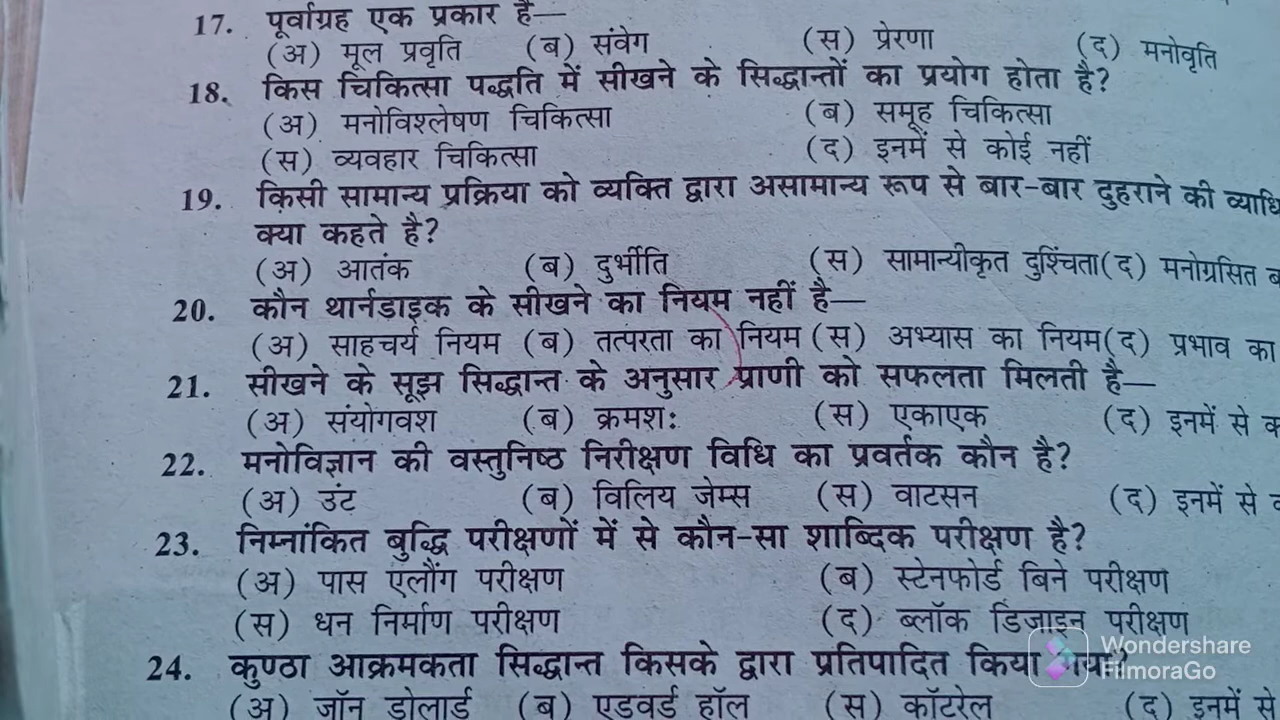 17. पूर्वाग्रह एक प्रकार है—
(अ) मूल प्रवृति (ब) संवेग (स) प्रेरणा (द) मनोवृति
18. किस चिकित्सा पद्धति में सीखने के सिद्धान्तों का प्रयोग होता है?
(अ) मनोविश्लेषण चिकित्सा (ब) समूह चिकित्सा
(स) व्यवहार चिकित्सा (द) इनमें से कोई नहीं
19. किसी सामान्य प्रक्रिया को व्यक्ति द्वारा असामान्य रूप से बार-बार दुहराने की व्याधि
क्या कहते है?
(अ) आतंक (ब) दुर्भीति (स) सामान्यीकृत दुश्चिंता (द) मनोग्रसित
20. कौन थार्नडाइक के सीखने का नियम नहीं है—
(अ) साहचर्य नियम (ब) तत्परता का नियम (स) अभ्यास का नियम (द) प्रभाव का
21. सीखने के सूझ सिद्धान्त के अनुसार प्राणी को सफलता मिलती है—
(अ) संयोगवश (ब) क्रमशः (स) एकाएक (द) इनमें से
22. मनोविज्ञान की वस्तुनिष्ठ निरीक्षण विधि का प्रवर्तक कौन है?
(अ) उंट (ब) विलिय जेम्स (स) वाटसन (द) इनमें से
23. निम्नांकित बुद्धि परीक्षणों में से कौन-सा शाब्दिक परीक्षण है?
(अ) पास एलौंग परीक्षण (ब) स्टेनफोर्ड बिने परीक्षण
(स) धन निर्माण परीक्षण (द) ब्लॉक डिजाइन परीक्षण
24. कुण्ठा आक्रमकता सिद्धान्त किसके द्वारा प्रतिपादित किया गया?
(अ) जॉन डोलार्ड (ब) एडवर्ड हॉल (स) कॉटरेल (द) इनमें से
Wondershare
FilmoraGo